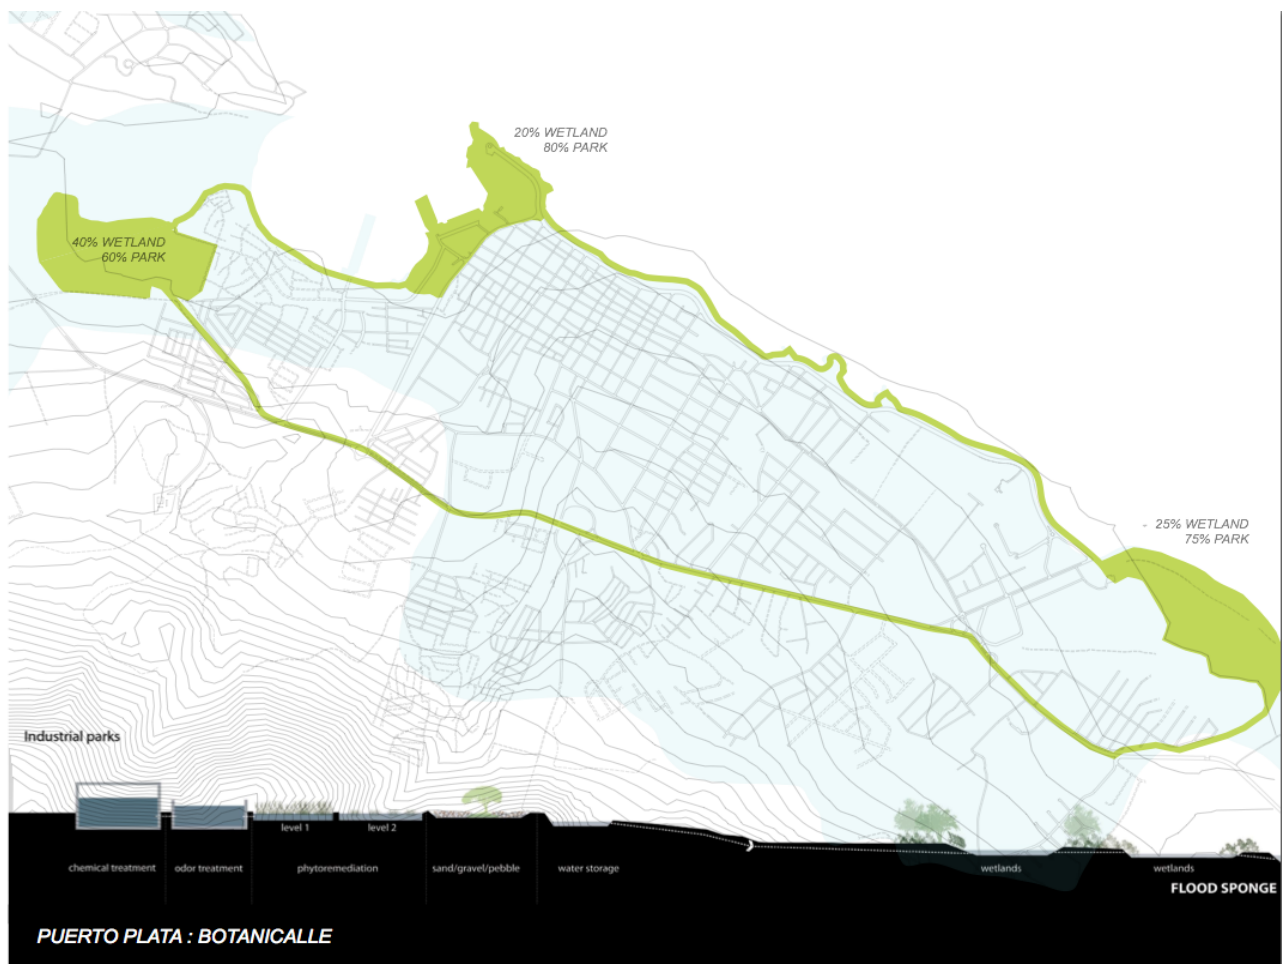 20% WETLAND
80% PARK
40% WETLAND
60% PARK
25% WETLAND
75% PARK
Industrial parks
level 1
level 2
chemical treatment
odor treatment
phytoremediation
sand/gravel/pebble
water storage
wetlands
wetlands
FLOOD SPONGE
PUERTO PLATA : BOTANICALLE